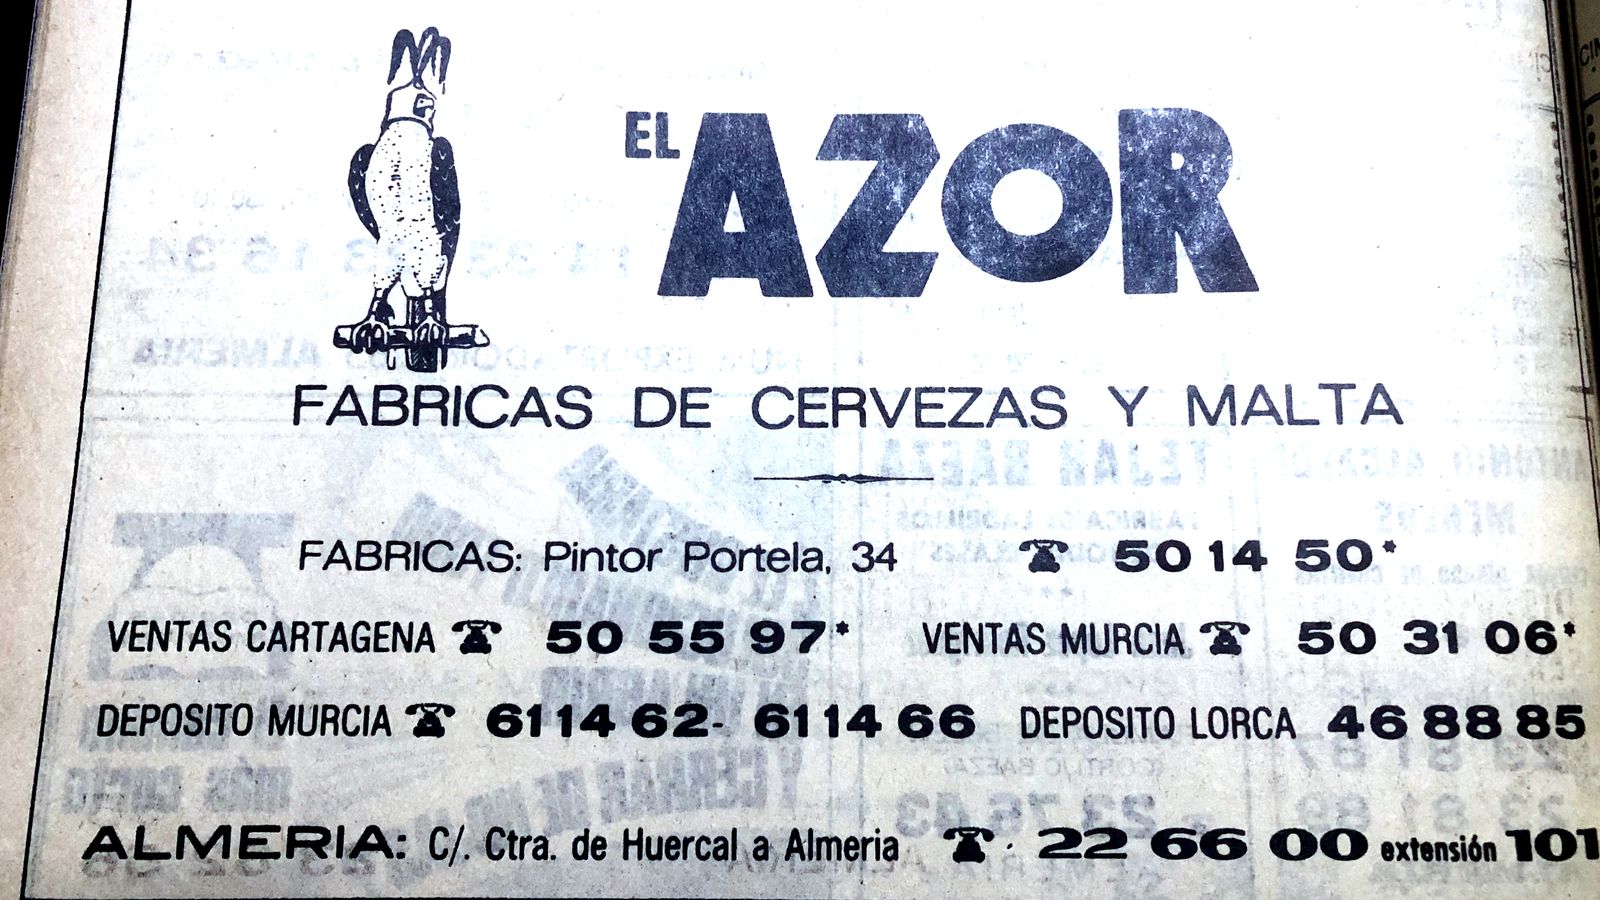 EL AZOR
FABRICAS DE CERVEZAS Y MALTA
FABRICAS: Pintor Portela, 34 ☎ 50 14 50*
VENTAS CARTAGENA ☎ 50 55 97* VENTAS MURCIA ☎ 50 31 06*
DEPOSITO MURCIA ☎ 61 14 62- 61 14 66 DEPOSITO LORCA 46 88 85
ALMERIA: C/. Ctra. de Huercal a Almeria ☎. 22 66 00 extensión 101